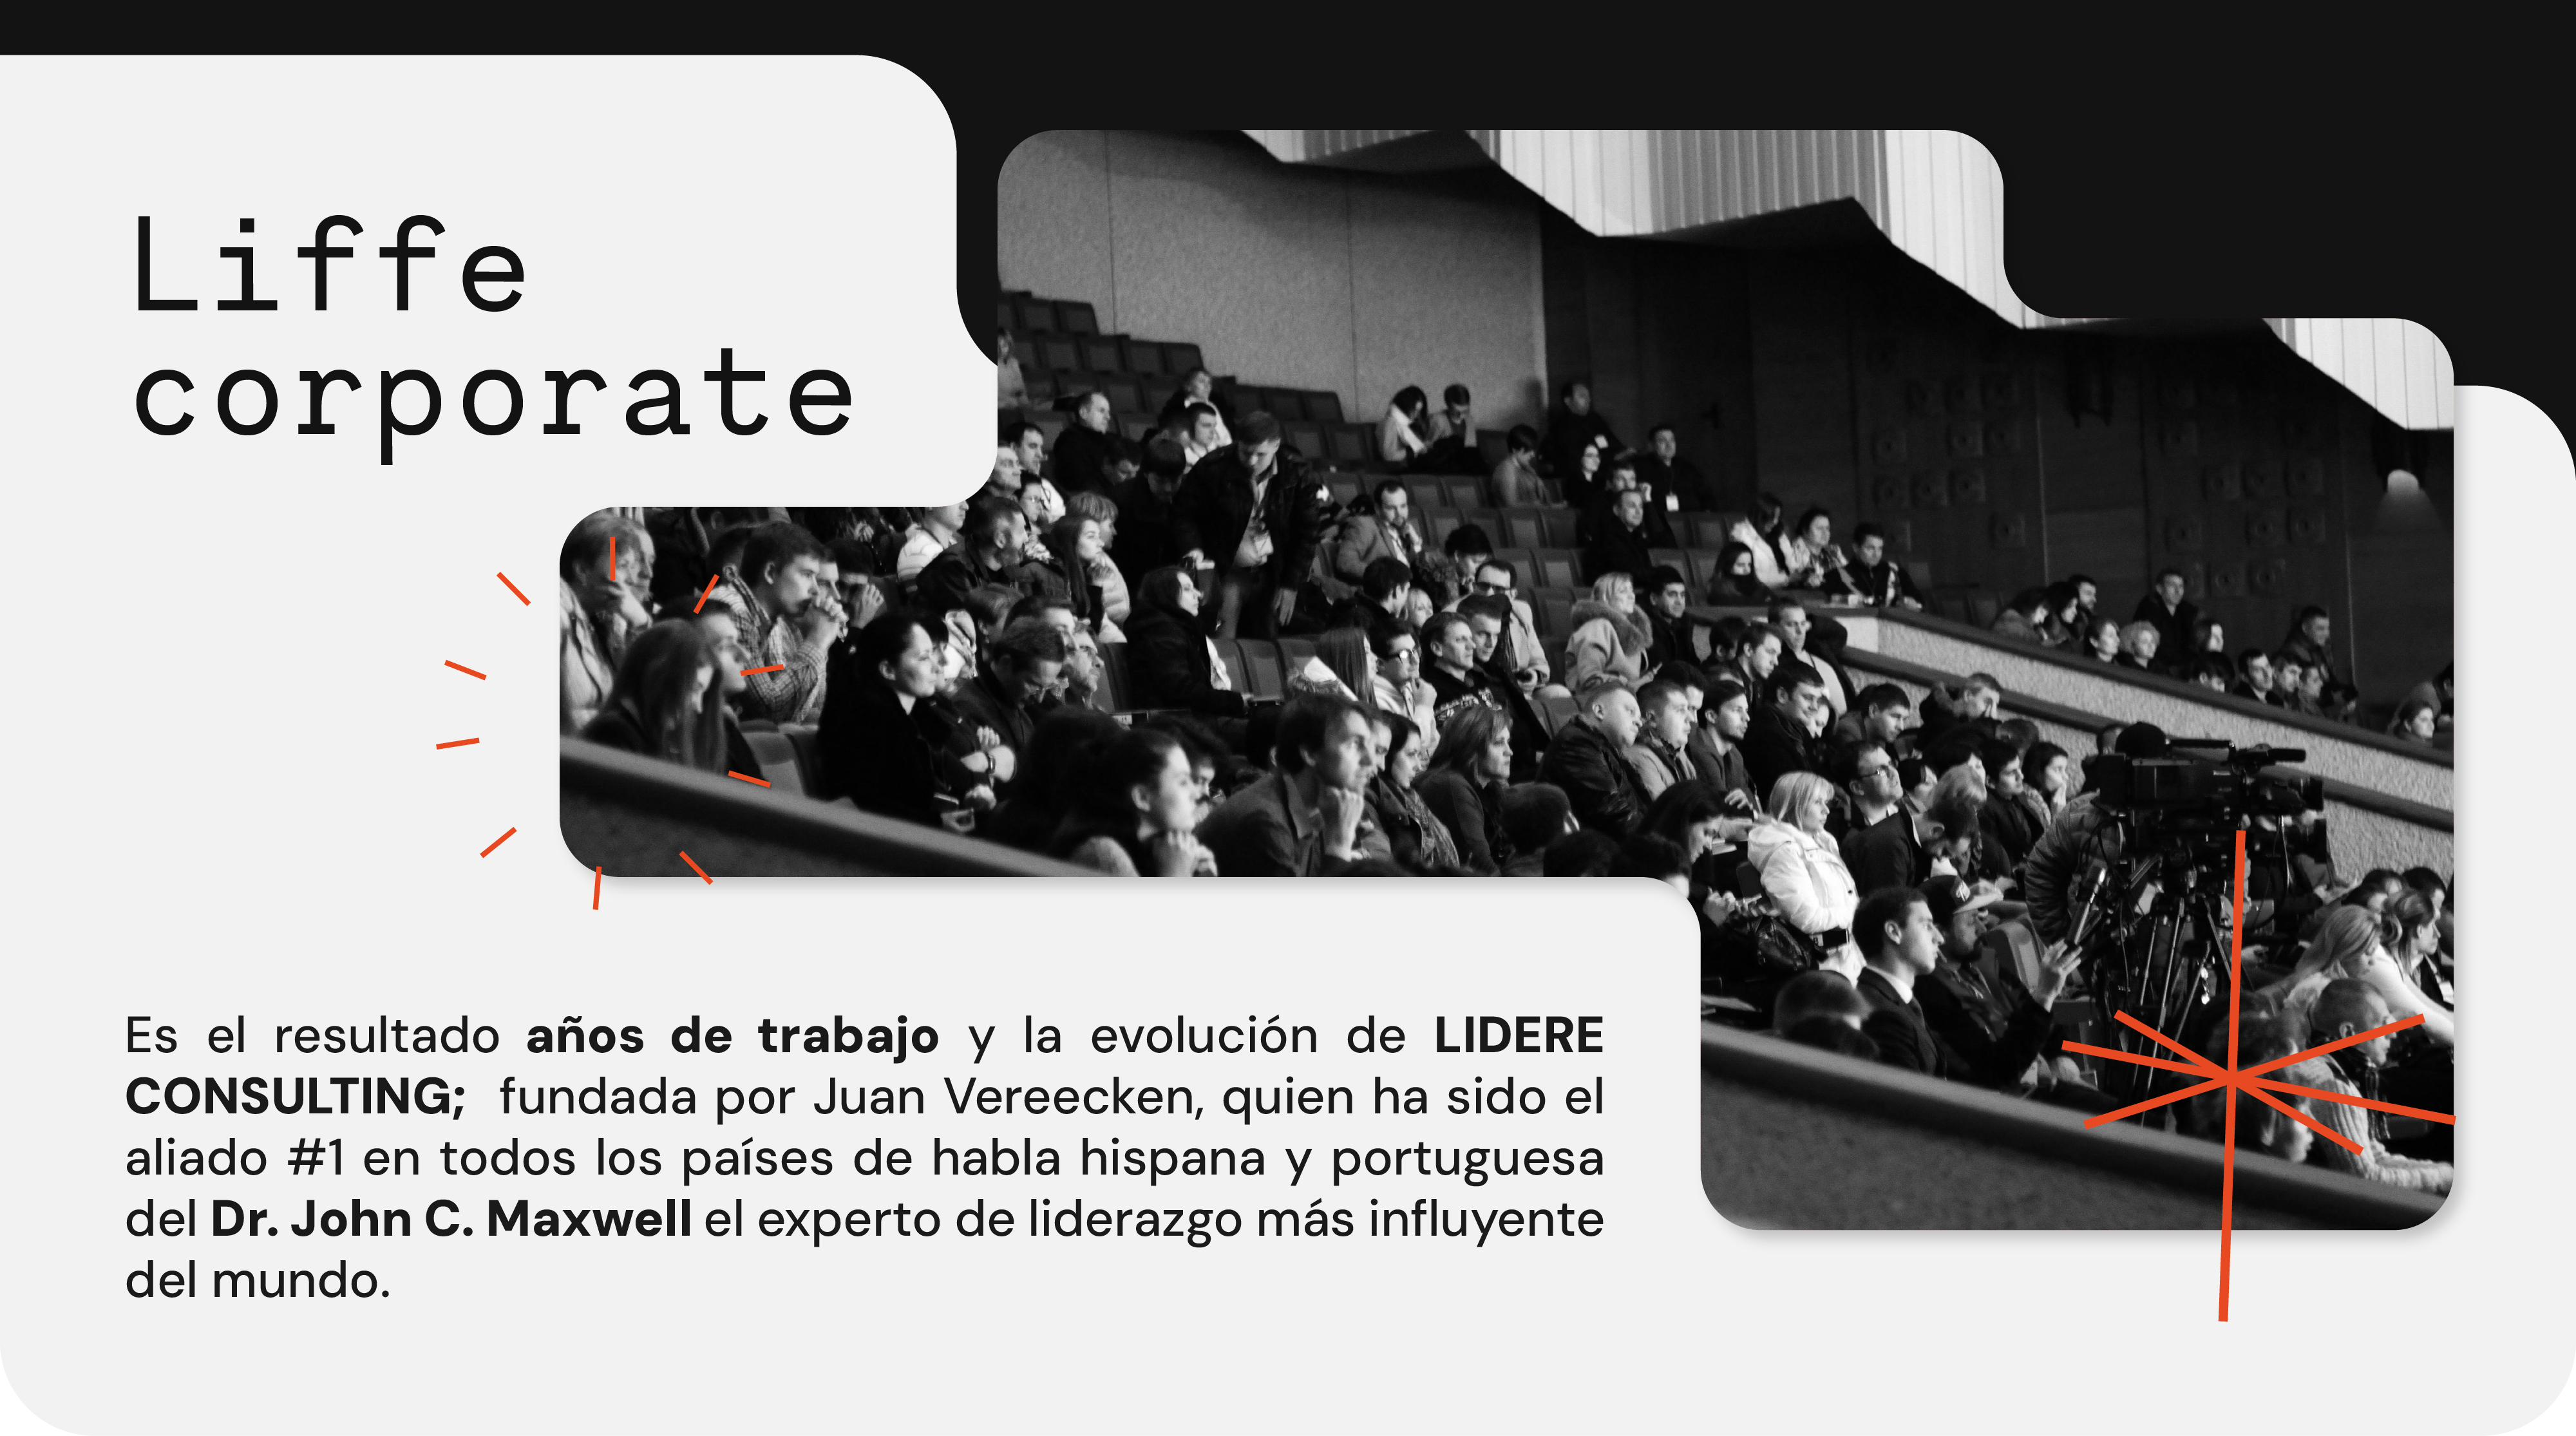 Liffe
corporate
Es el resultado años de trabajo y la evolución de LIDERE
CONSULTING; fundada por Juan Vereecken, quien ha sido el
aliado #1 en todos los países de habla hispana y portuguesa
del Dr. John C. Maxwell el experto de liderazgo más influyente
del mundo.